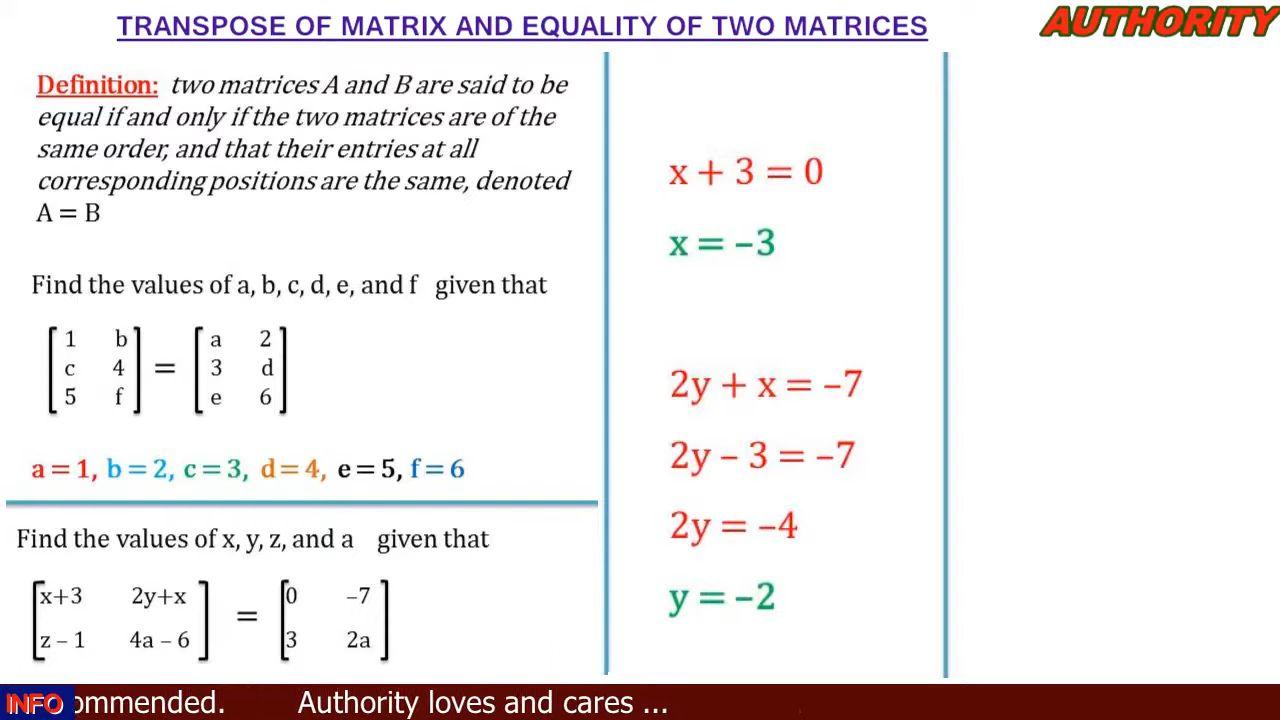 TRANSPOSE OF MATRIX AND EQUALITY OF TWO MATRICES
AUTHORITY
Definition: two matrices A and B are said to be
equal if and only if the two matrices are of the
same order, and that their entries at all
corresponding positions are the same, denoted
A = B
Find the values of a, b, c, d, e, and f given that
1 b a 2
c 4 = 3 d
5 f e 6
a = 1, b = 2, c = 3, d = 4, e = 5, f = 6
Find the values of x, y, z, and a given that
x+3 2y+x 0 –7
=
z – 1 4a – 6 3 2a
x + 3 = 0
x = –3
2y + x = –7
2y – 3 = –7
2y = –4
y = –2
INFO ommended. Authority loves and cares ...